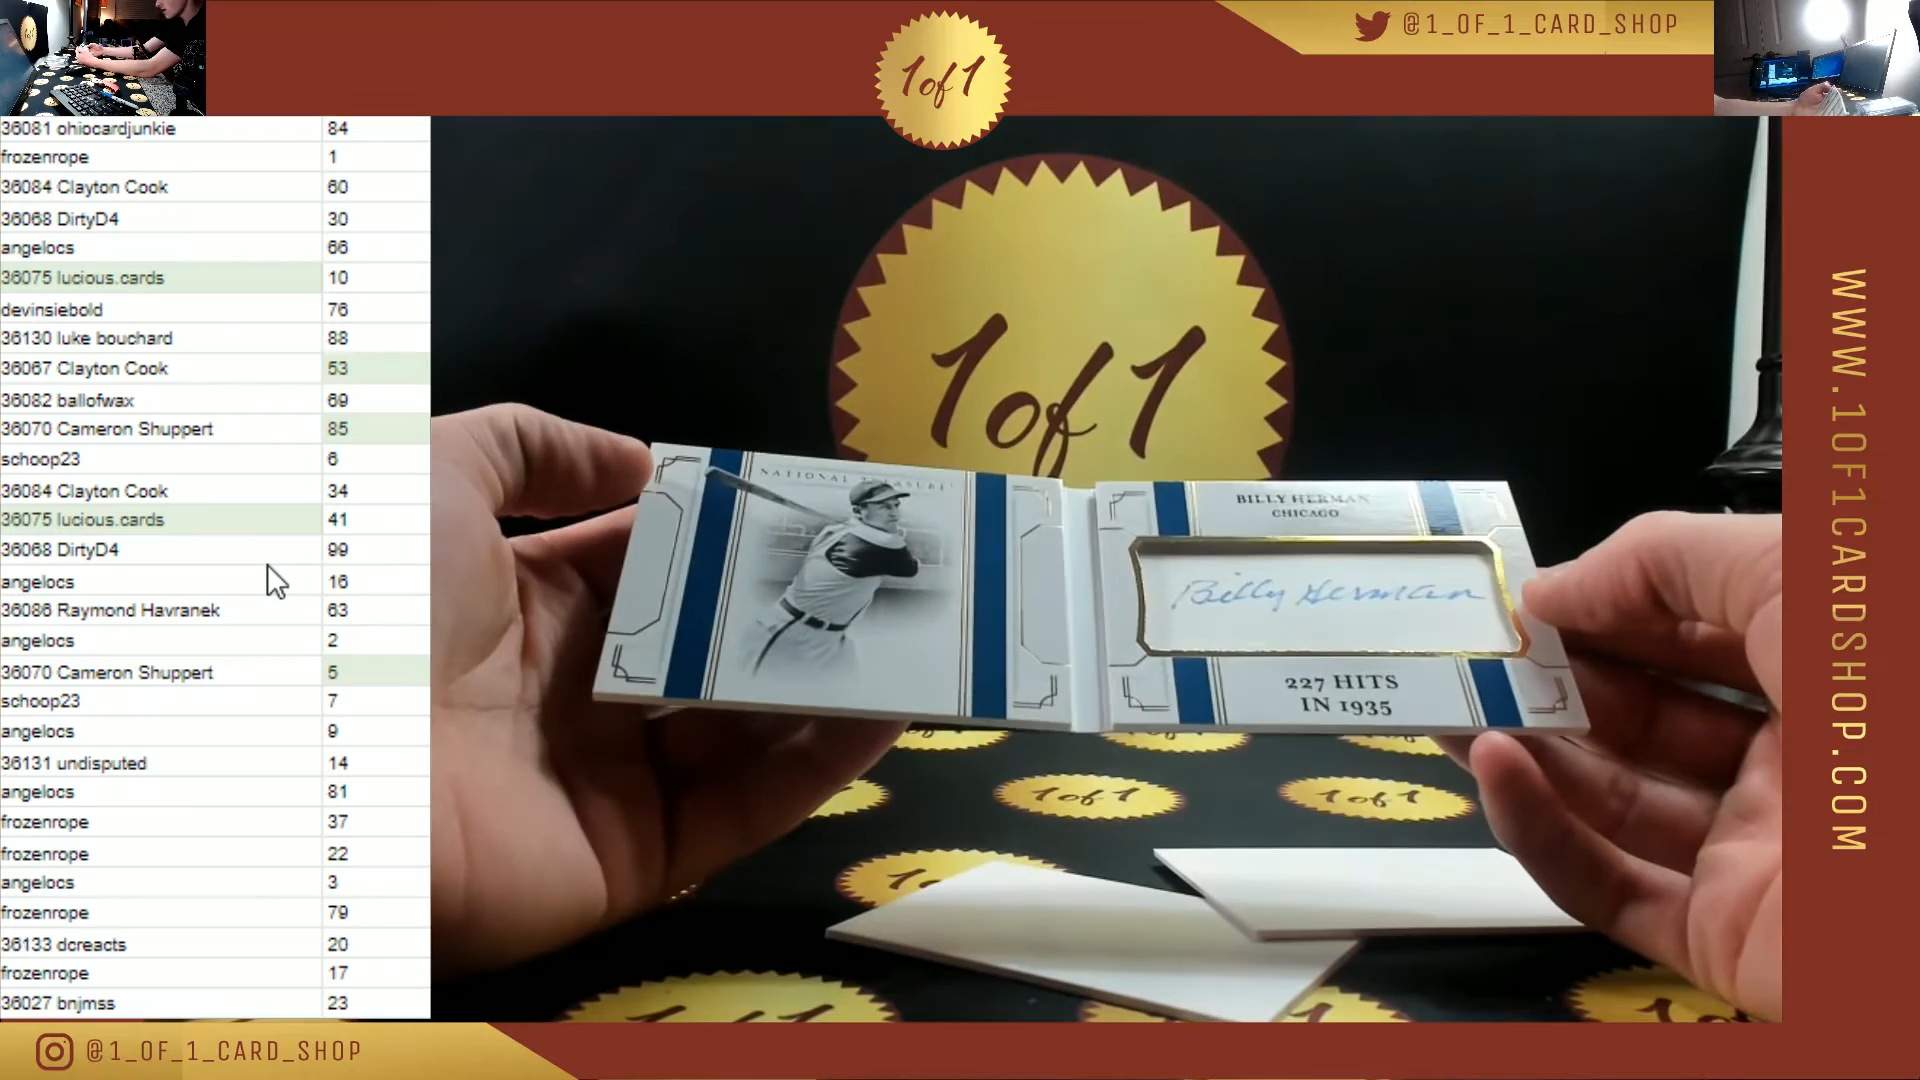 @1_OF_1_CARD_SHOP
1of1
36081 ohiocardjunkie 84
frozenrope 1
36084 Clayton Cook 60
36068 DirtyD4 30
angelocs 66
36075 lucious.cards 10
devinsiebold 76
36130 luke bouchard 88
36067 Clayton Cook 53
36082 ballofwax 69
36070 Cameron Shuppert 85
schoop23 6
36084 Clayton Cook 34
36075 lucious.cards 41
36068 DirtyD4 99
angelocs 16
36086 Raymond Havranek 63
angelocs 2
36070 Cameron Shuppert 5
schoop23 7
angelocs 9
36131 undisputed 14
angelocs 81
frozenrope 37
frozenrope 22
angelocs 3
frozenrope 79
36133 dcreacts 20
frozenrope 17
36027 bnjmss 23
1of1
NATIONAL TREASURES
BILLY HERMAN
CHICAGO
Billy Herman
227 HITS
IN 1935
1of1
1of1
1of1
WWW.1OF1CARDSHOP.COM
@1_OF_1_CARD_SHOP